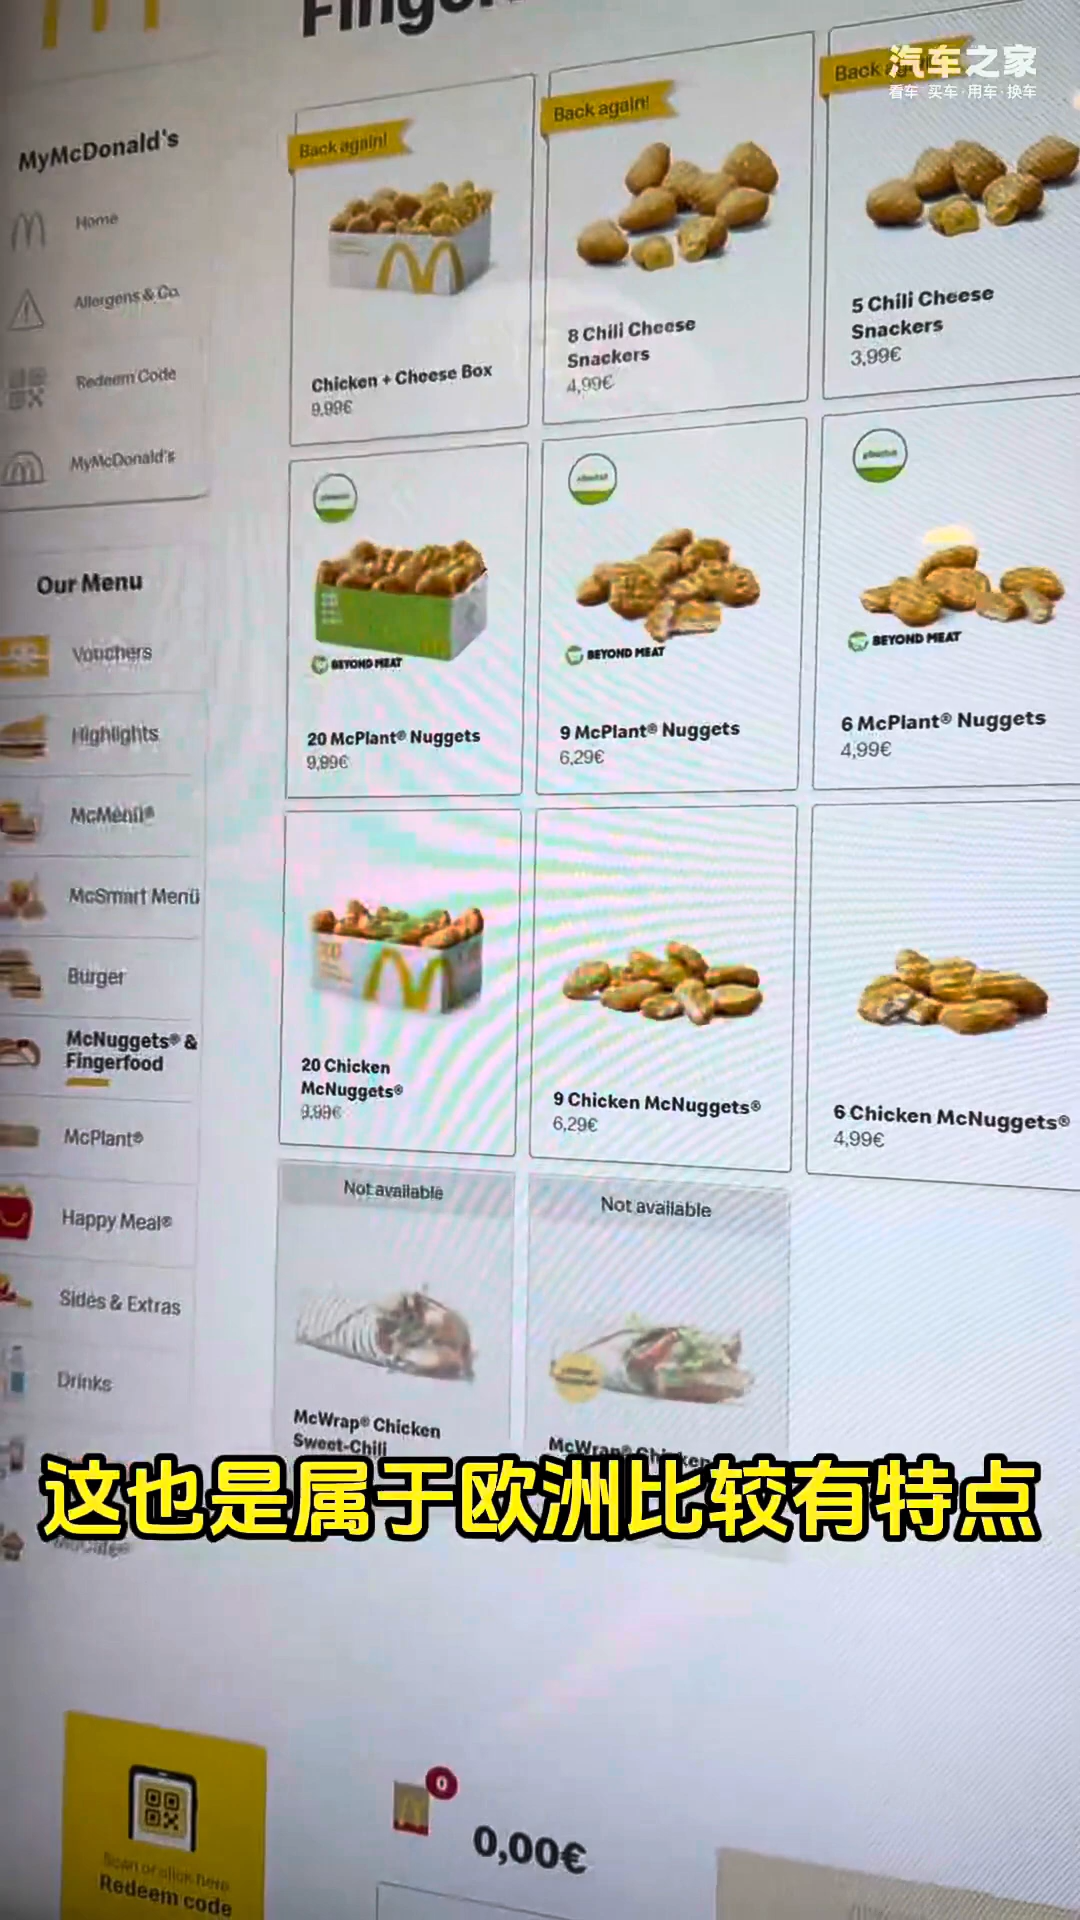 Finge
汽车之家
看车·买车·用车·换车
MyMcDonald's
Home
Allergens & Co.
Redeem Code
MyMcDonald's
Our Menu
Vouchers
Highlights
McMenü®
McSmart Menü
Burger
McNuggets® &
Fingerfood
McPlant®
Happy Meal®
Sides & Extras
Drinks
Back again!
Chicken + Cheese Box
9,99€
Back again!
8 Chili Cheese
Snackers
4,99€
Back
5 Chili Cheese
Snackers
3,99€
BEYOND MEAT
20 McPlant® Nuggets
9,99€
BEYOND MEAT
9 McPlant® Nuggets
6,29€
BEYOND MEAT
6 McPlant® Nuggets
4,99€
20 Chicken
McNuggets®
9,99€
9 Chicken McNuggets®
6,29€
6 Chicken McNuggets®
4,99€
Not available
McWrap® Chicken
Sweet-Chili
Not available
McWrap® Chicken
这也是属于欧洲比较有特点
Scan or click here
Redeem code
0
0,00€